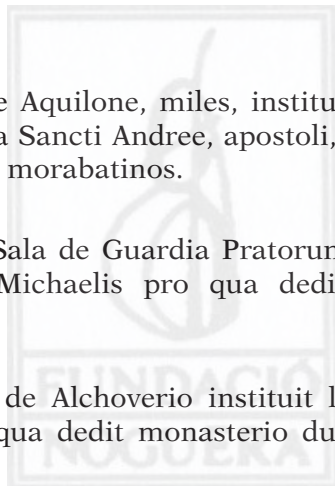 e Aquilone, miles, institu
a Sancti Andree, apostoli,
morabatinos.
Sala de Guardia Pratorun
Michaelis pro qua dedi
de Alchoverio instituit l
qua dedit monasterio du
FUNDACIÓ
NOGUERA